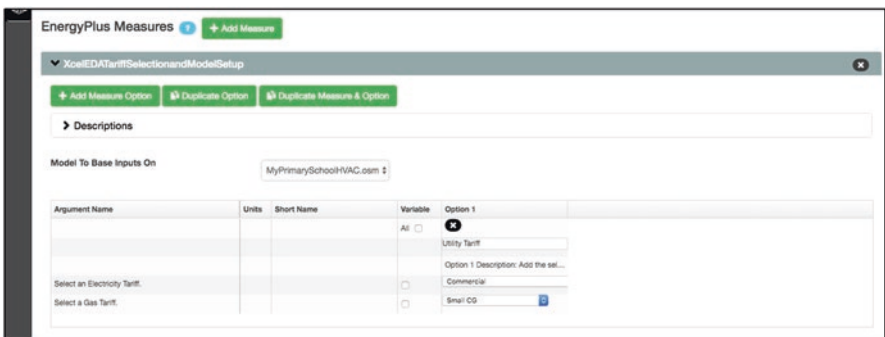 EnergyPlus Measures ? + Add Measure
XcelEDATariffSelectionandModelSetup
+ Add Measure Option Duplicate Option Duplicate Measure & Option
Descriptions
Model To Base Inputs On MyPrimarySchoolHVAC.osm
Argument Name Units Short Name Variable Option 1
All
Utility Tariff
Option 1 Description: Add the sel...
Select an Electricity Tariff. Commercial
Select a Gas Tariff. Small CG